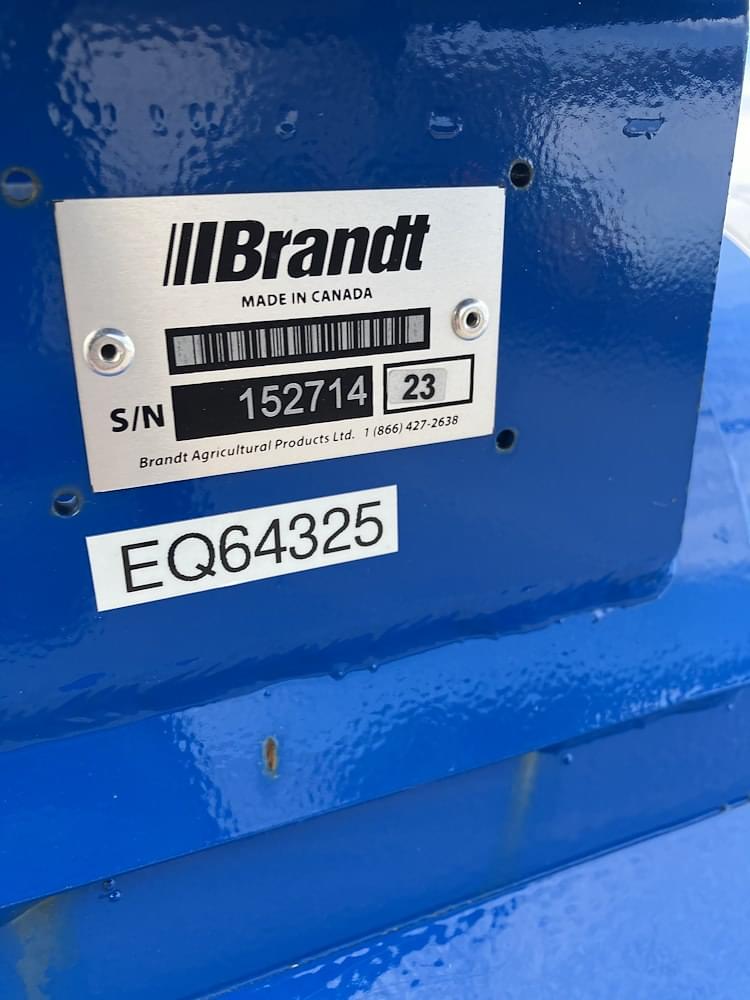 Brandt
MADE IN CANADA
S/N 152714 23
Brandt Agricultural Products Ltd. 1 (866) 427-2638
EQ64325